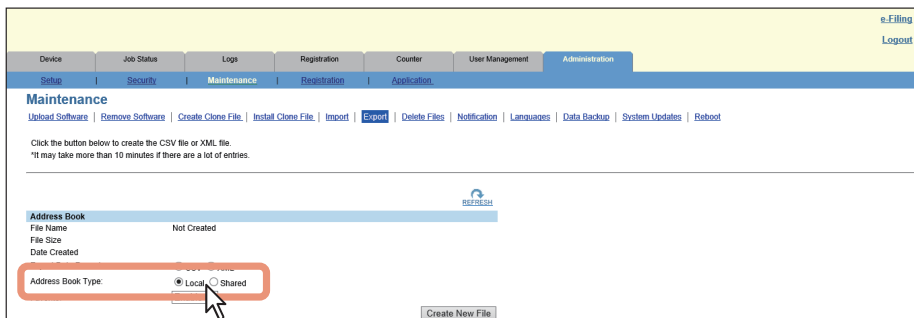 e-Filing
Logout
Device Job Status Logs Registration Counter User Management Administration
Setup | Security | Maintenance | Registration | Application
Maintenance
Upload Software | Remove Software | Create Clone File | Install Clone File | Import | Export | Delete Files | Notification | Languages | Data Backup | System Updates | Reboot
Click the button below to create the CSV file or XML file.
*It may take more than 10 minutes if there are a lot of entries.
REFRESH
Address Book
File Name Not Created
File Size
Date Created
Address Book Type: Local Shared
Create New File